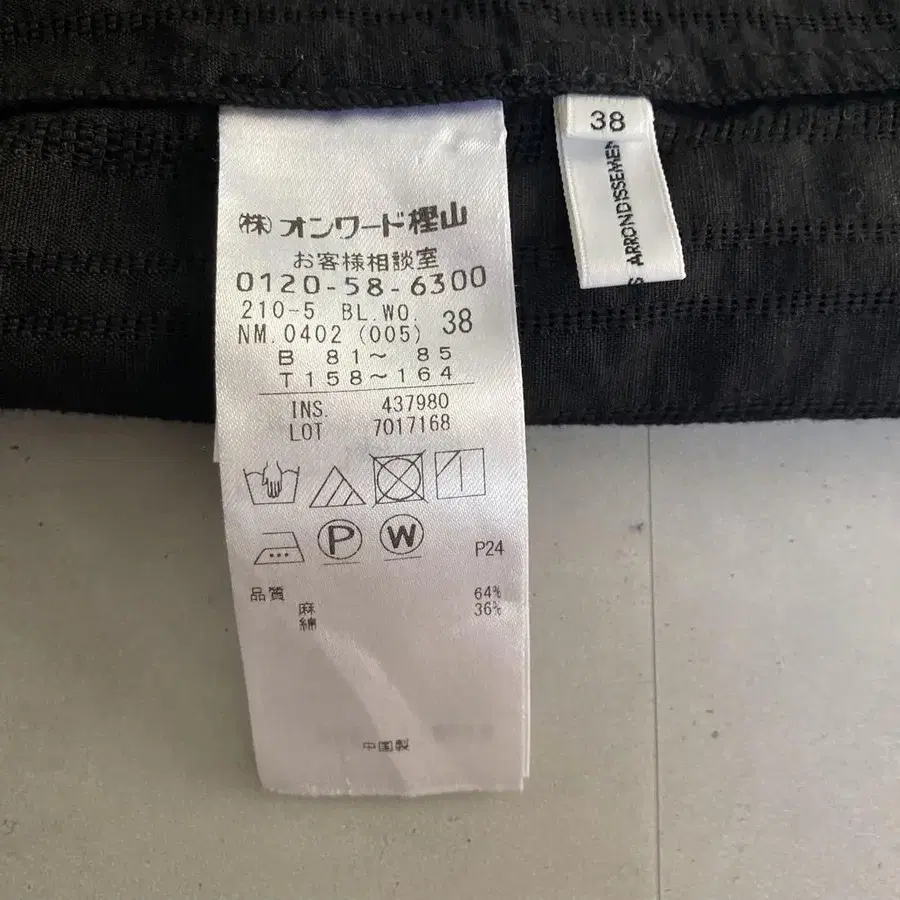 ㈱オンワード樫山
お客様相談室
0120-58-6300
210-5 BL.WO.
NM.0402 (005) 38
B 81～ 85
T158～164
INS. 437980
LOT 7017168
P
W
P24
品質 64%
麻 36%
綿
中国製
38
S ARRONDISSEMEN